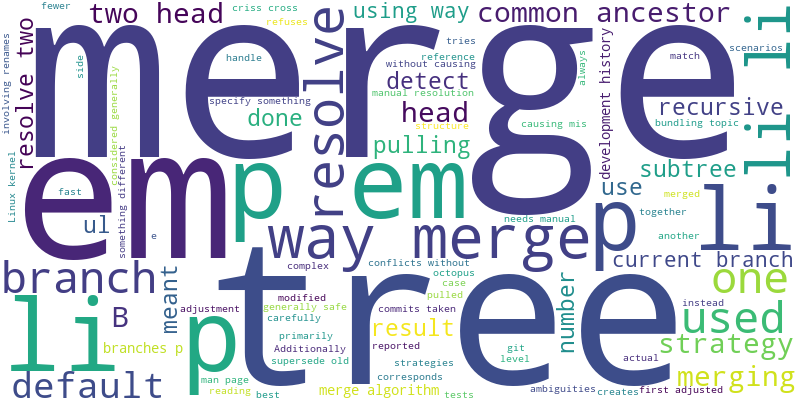 fewer
two head
criss cross
refuses
using way
common ancestor
li li
merge
involving renames
resolve two
side
considered generally
handle
specify something
done
resolve
tries
reference
without causing
detect
manual resolution
head
structure
pulling
always
causing mis
development history
match
scenarios
recursive
bundling topic
subtree
use
Linux kernel
em
fast
something different
e
ul
p em
needs manual
merged
together
another
p li
way merge
current branch
branch
meant
complex
conflicts without
octopus
case
pulled
number
one
li p
B
adjustment
tree
modified
generally safe
carefully
commits taken
result
reported
instead
used
primarily
Additionally
supersede old
strategies
corresponds
git
level
actual
strategy
branches p
default
man page
reading
best
merge algorithm
tests
ambiguities
creates
first adjusted
merging